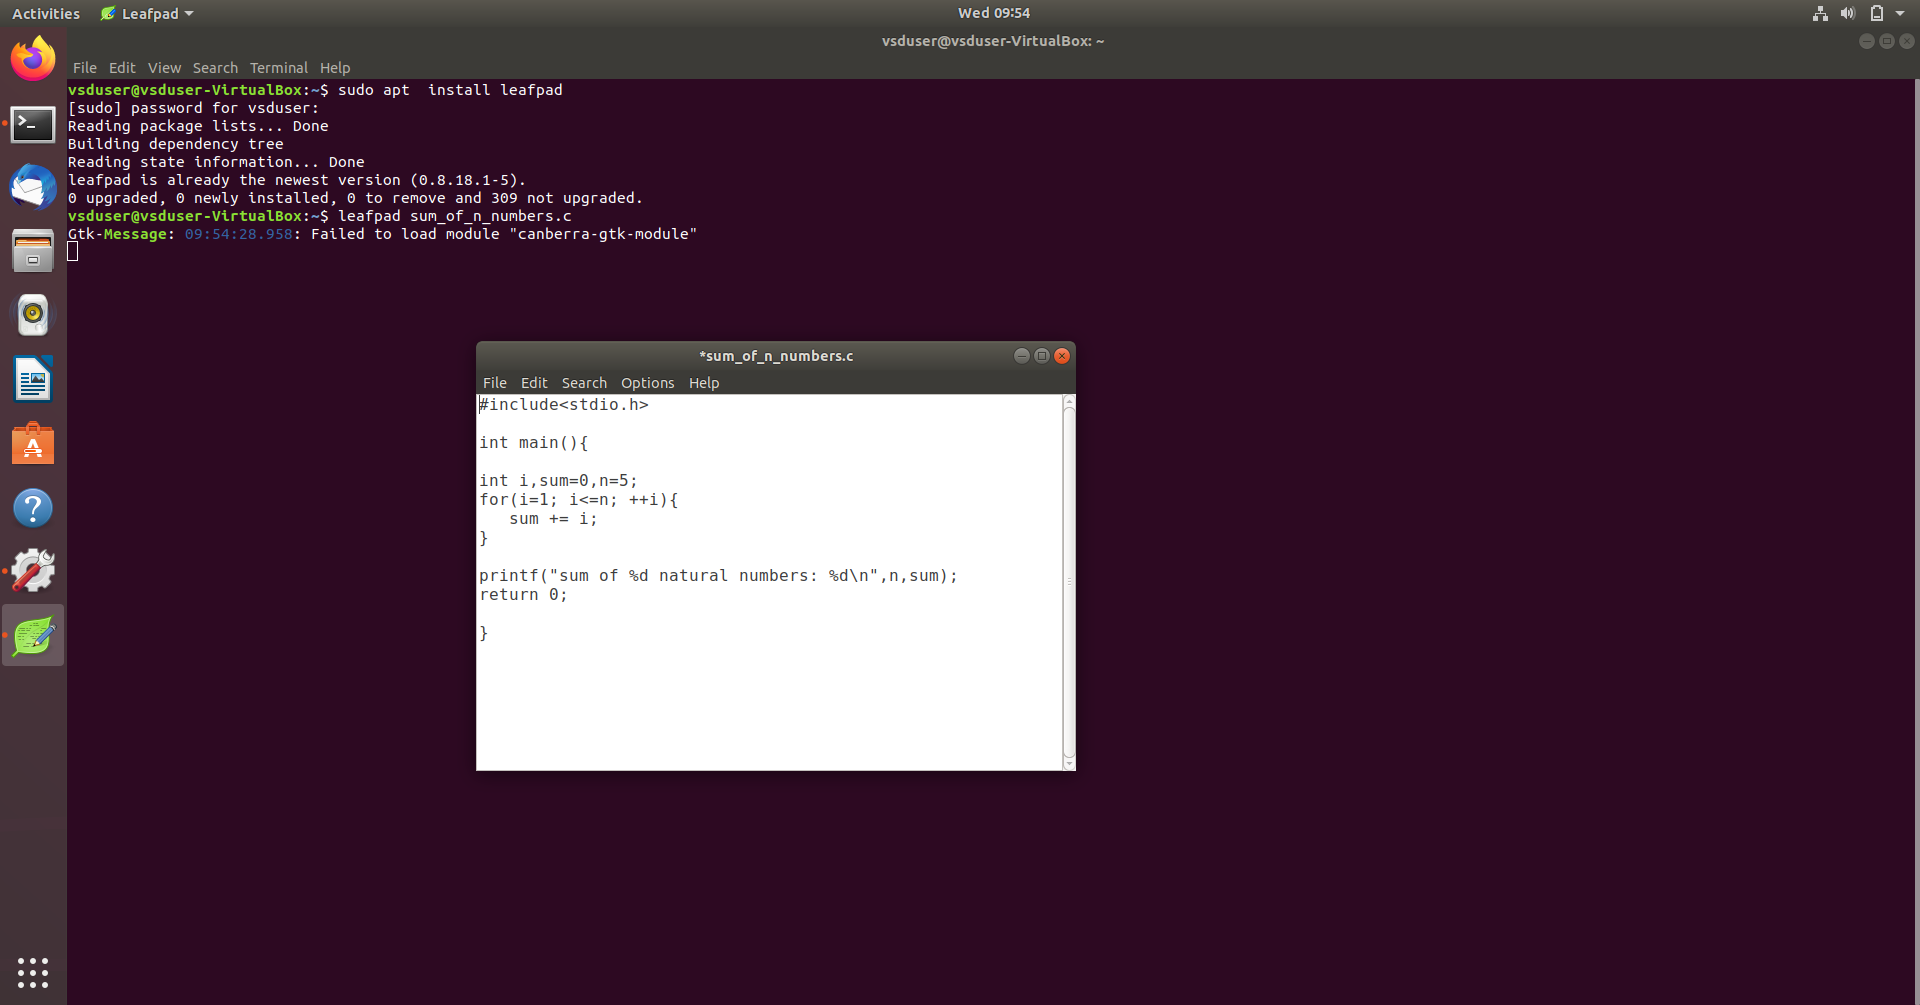 Activities Leafpad Wed 09:54
vsduser@vsduser-VirtualBox: ~
File Edit View Search Terminal Help
vsduser@vsduser-VirtualBox:~$ sudo apt  install leafpad
[sudo] password for vsduser:
Reading package lists... Done
Building dependency tree
Reading state information... Done
leafpad is already the newest version (0.8.18.1-5).
0 upgraded, 0 newly installed, 0 to remove and 309 not upgraded.
vsduser@vsduser-VirtualBox:~$ leafpad sum_of_n_numbers.c
Gtk-Message: 09:54:28.958: Failed to load module "canberra-gtk-module"
*sum_of_n_numbers.c
File Edit Search Options Help
#include<stdio.h>
int main(){
int i,sum=0,n=5;
for(i=1; i<=n; ++i){
   sum += i;
}
printf("sum of %d natural numbers: %d\n",n,sum);
return 0;
}